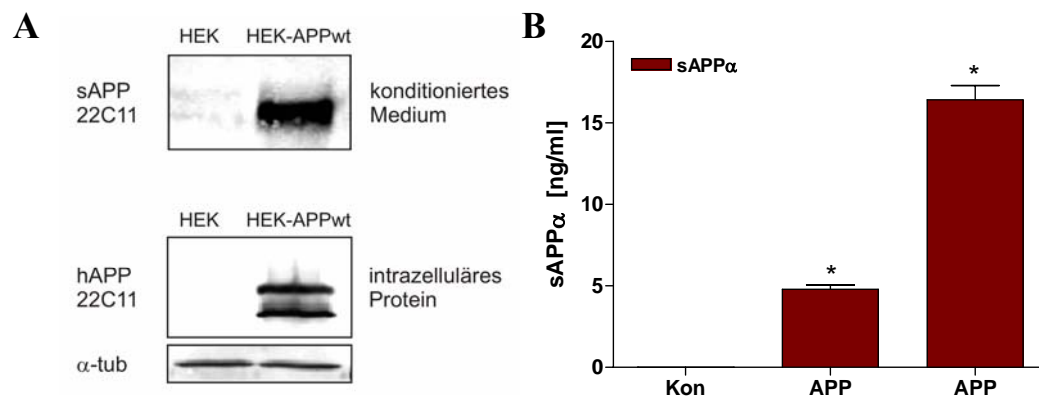 A
HEK HEK-APPwt
sAPP
22C11
konditioniertes
Medium
HEK HEK-APPwt
hAPP
22C11
intrazelluläres
Protein
α-tub
B
sAPPα
sAPPα [ng/ml]
20
15
10
5
0
*
*
Kon APP APP